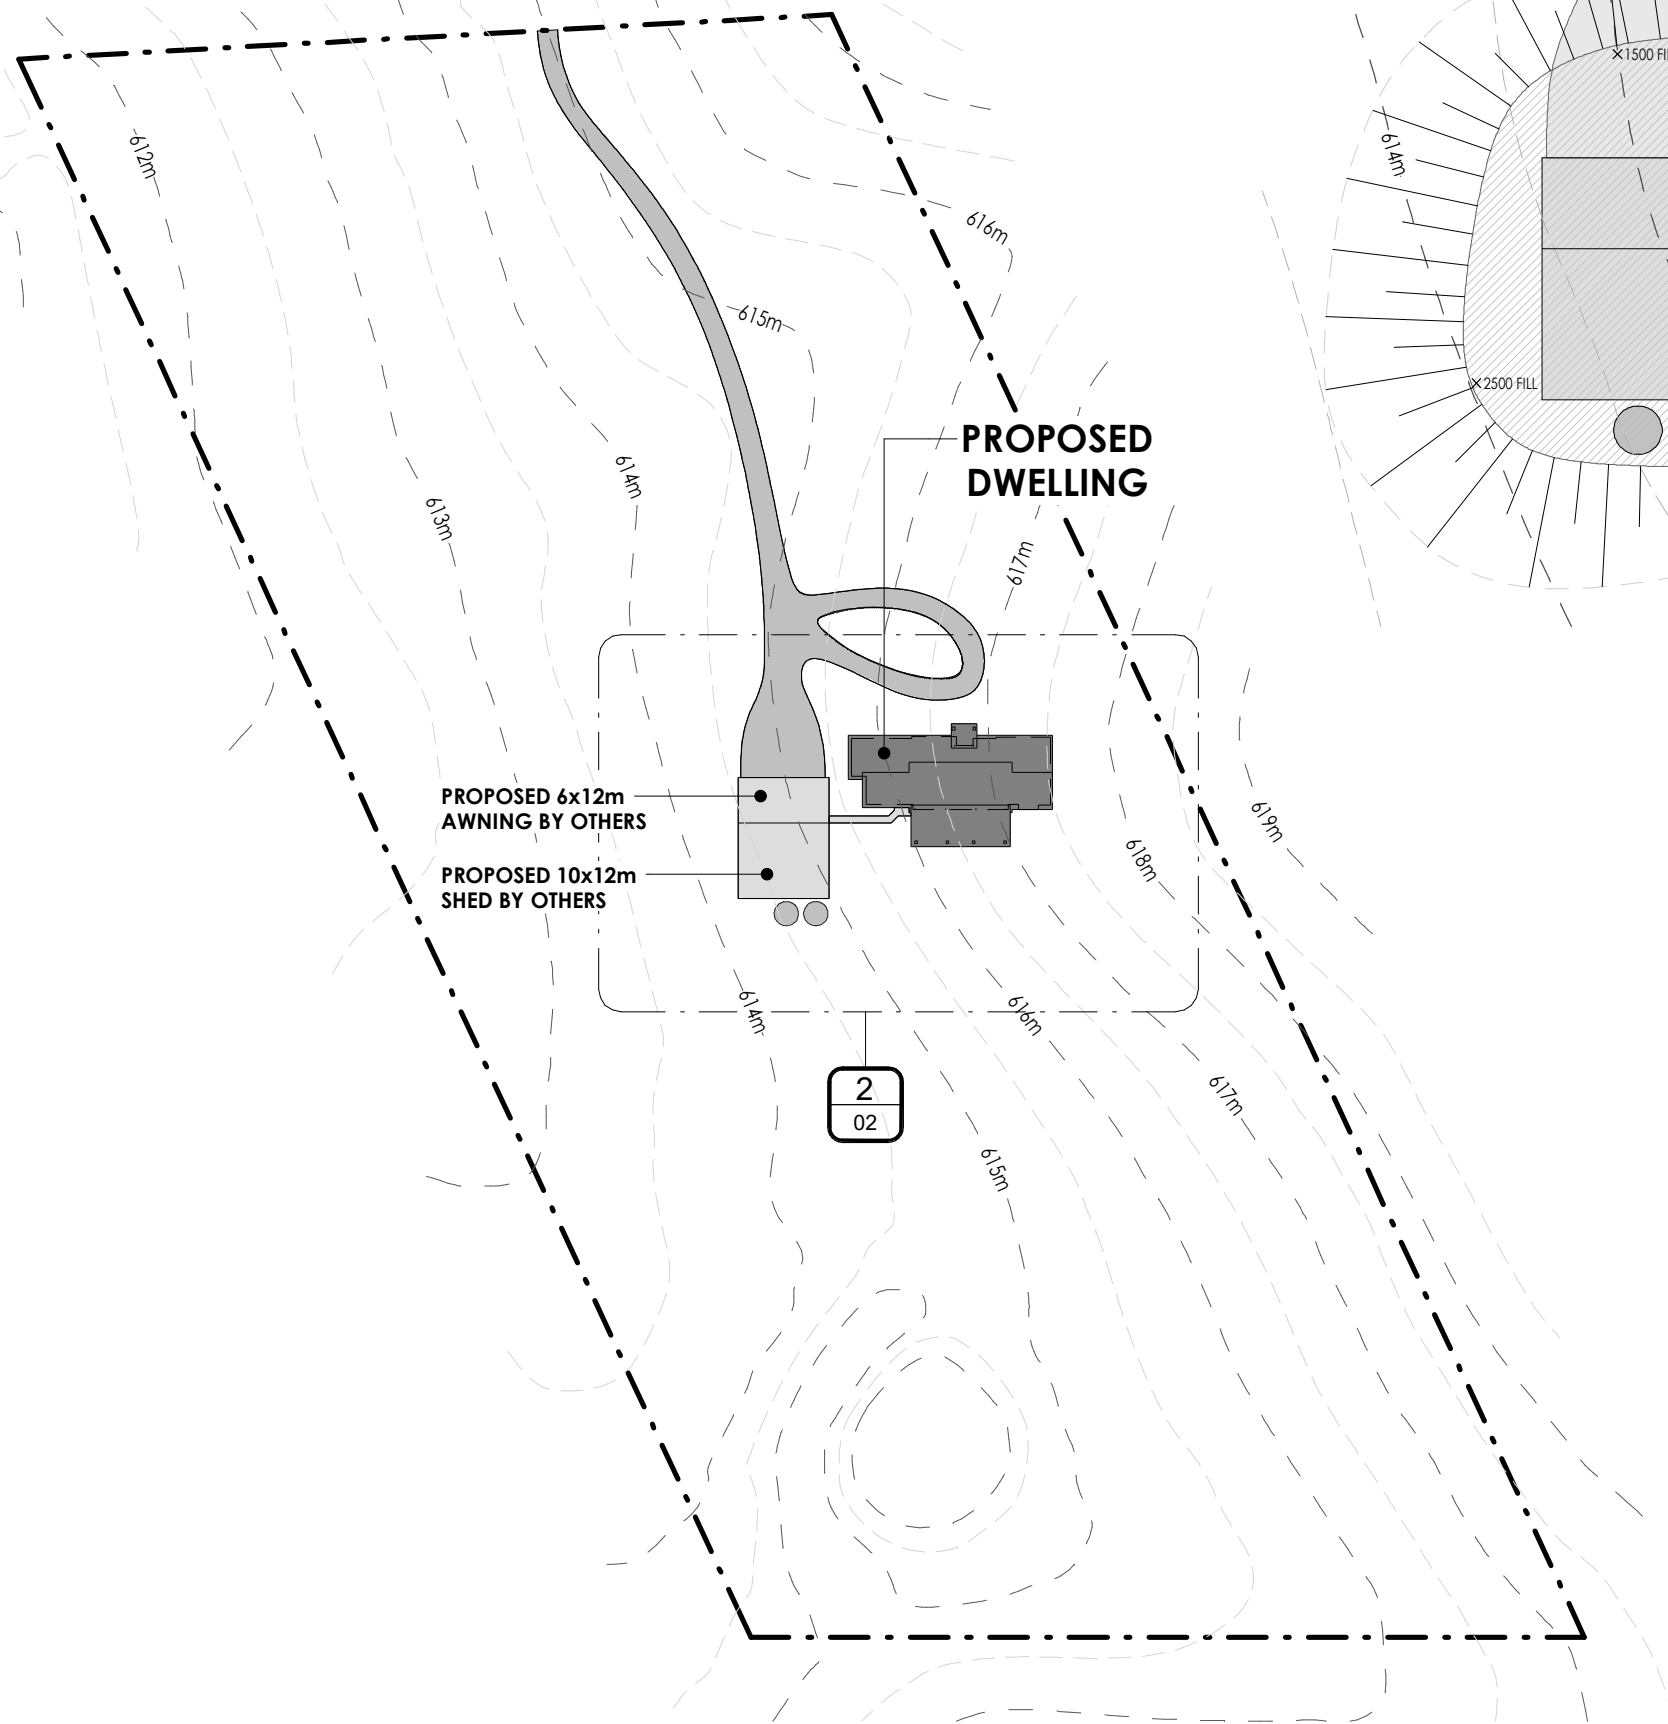 1500 FI
612m
614m
616m
615m
2500 FILL
PROPOSED
DWELLING
614m
613m
617m
PROPOSED 6x12m
AWNING BY OTHERS
619m
618m
PROPOSED 10x12m
SHED BY OTHERS
614m
616m
2
02
617m
615m